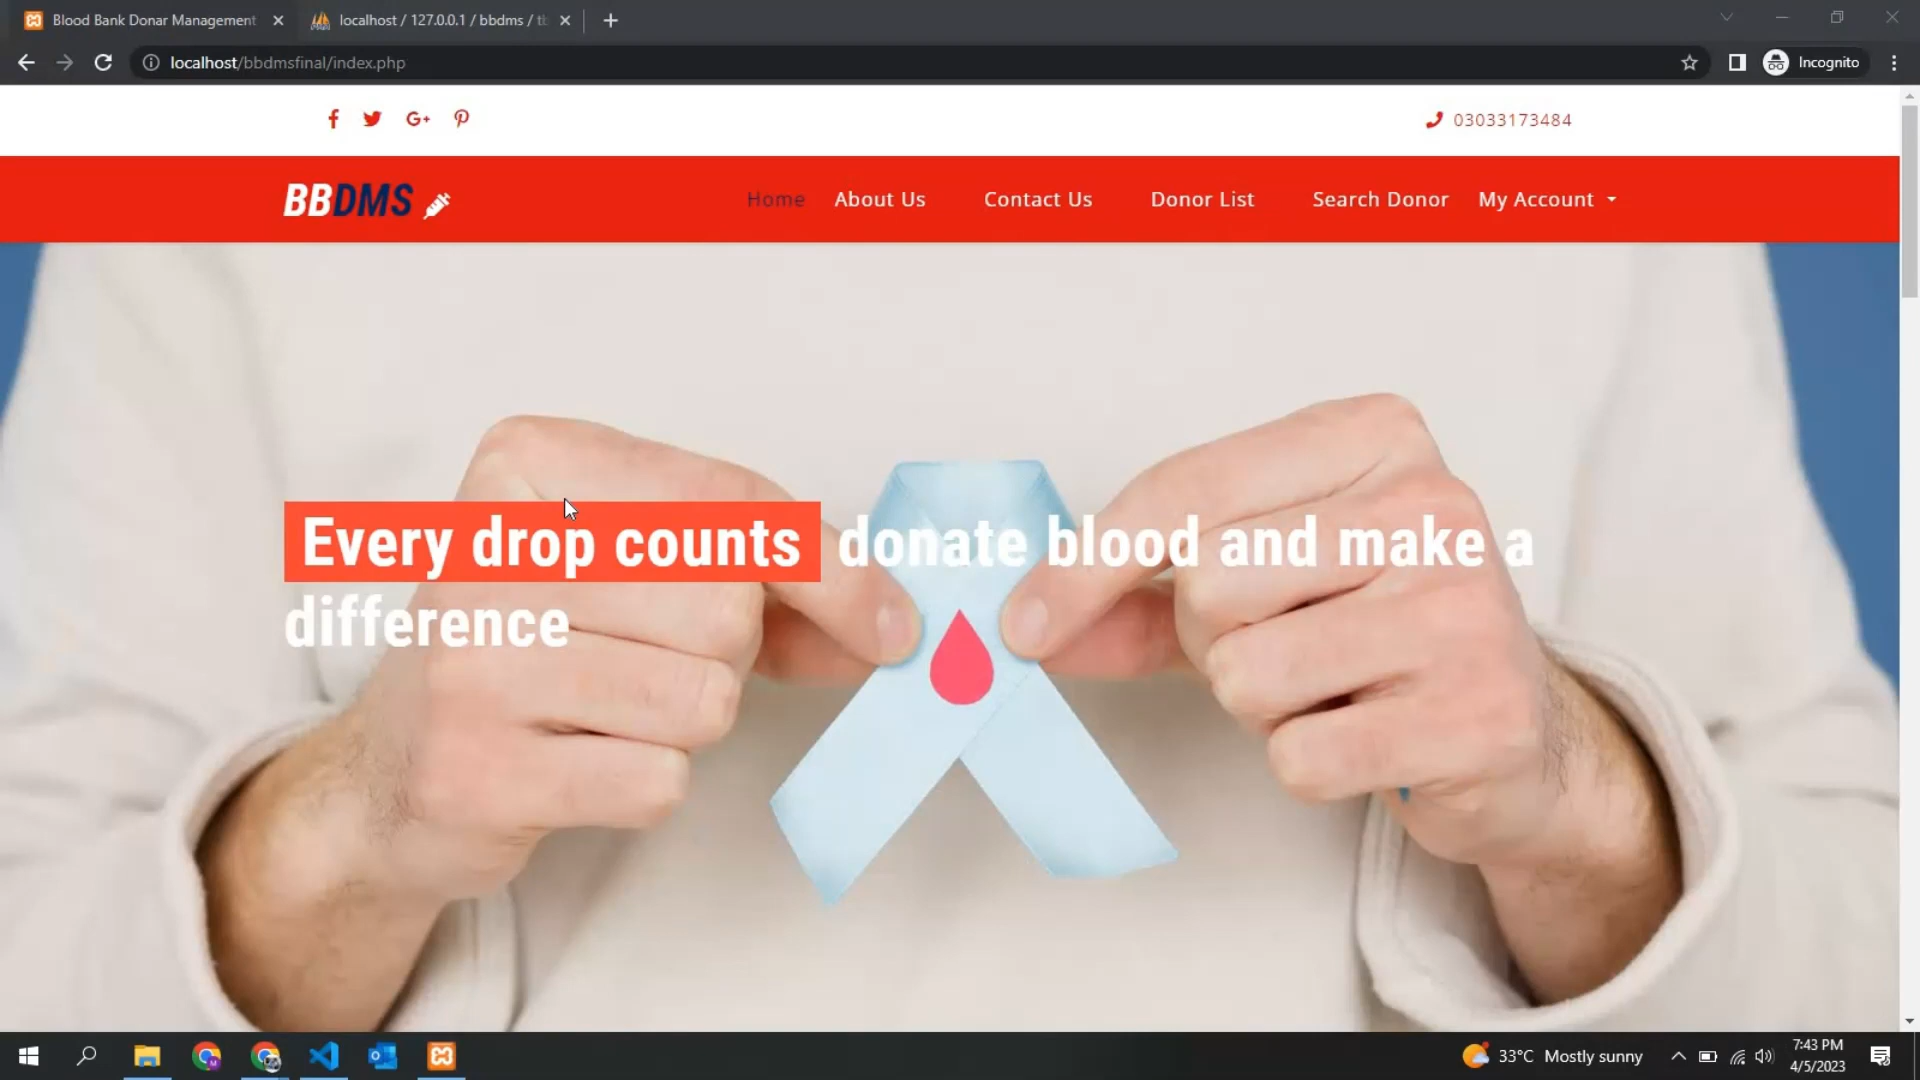 Blood Bank Donar Management
localhost / 127.0.0.1 / bbdms / tb
localhost/bbdmsfinal/index.php
Incognito
03033173484
BBDMS
Home
About Us
Contact Us
Donor List
Search Donor
My Account
Every drop counts donate blood and make a
difference
33°C Mostly sunny
7:43 PM
4/5/2023